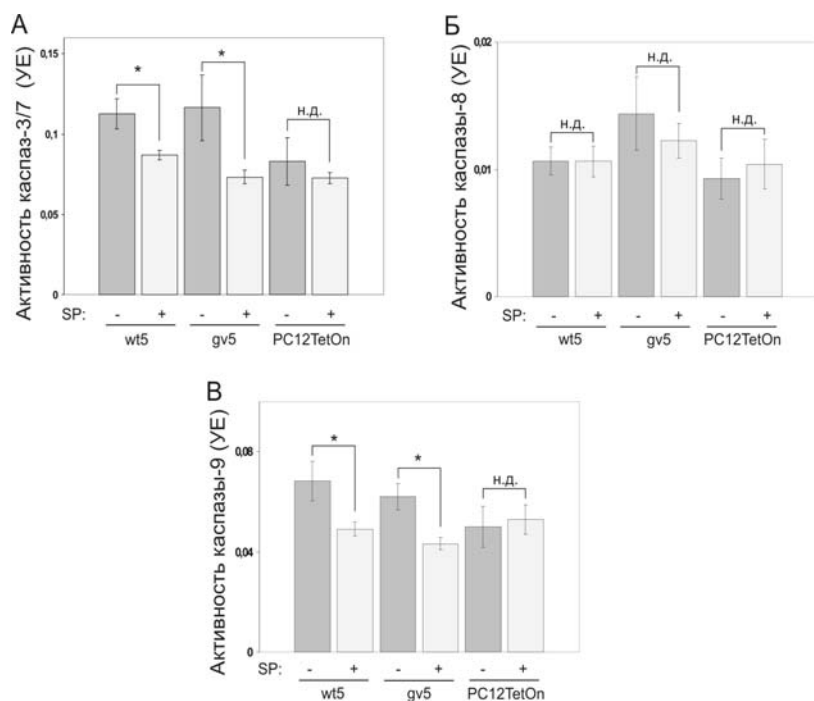 А
Активность каспаз-3/7 (УЕ)
0,15
0,1
0,05
0
*
*
н.д.
SP: - + - + - +
wt5 gv5 PC12TetOn
Б
Активность каспазы-8 (УЕ)
0,02
0,01
0
н.д.
н.д.
н.д.
SP: - + - + - +
wt5 gv5 PC12TetOn
В
Активность каспазы-9 (УЕ)
0,08
0,04
0
*
*
н.д.
SP: - + - + - +
wt5 gv5 PC12TetOn